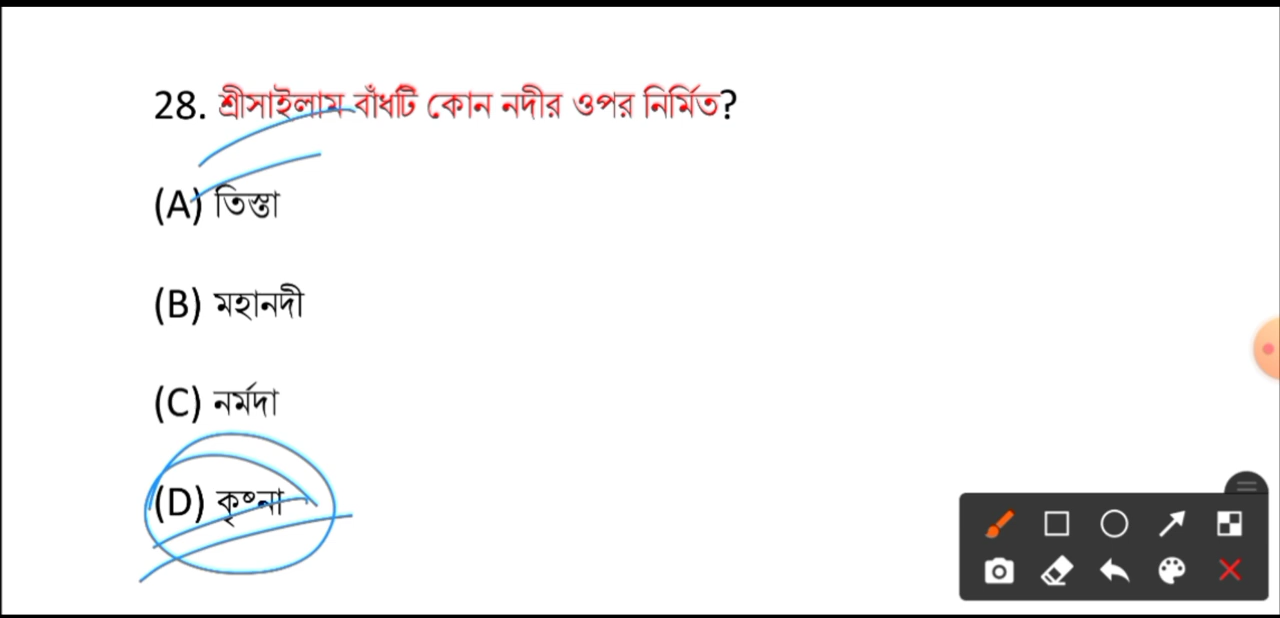 28. শ্রীসাইলাম বাঁধটি কোন নদীর ওপর নির্মিত?
(A) তিস্তা
(B) মহানদী
(C) নর্মদা
(D) কৃষ্না